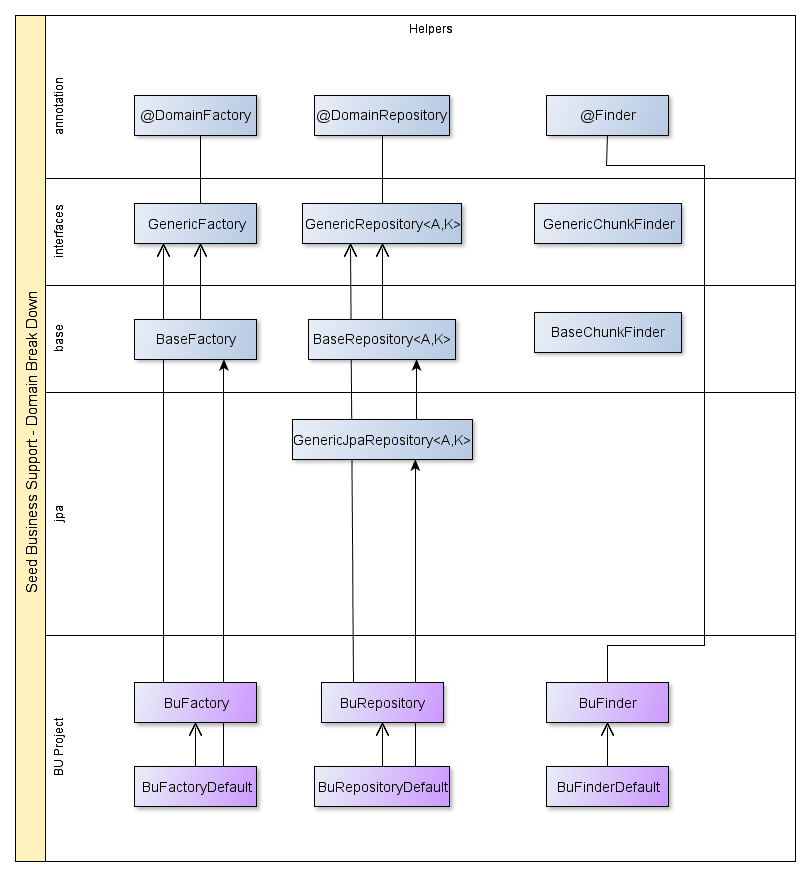 Helpers
Seed Business Support - Domain Break Down
annotation
@DomainFactory
@DomainRepository
@Finder
interfaces
GenericFactory
GenericRepository<A,K>
GenericChunkFinder
base
BaseFactory
BaseRepository<A,K>
BaseChunkFinder
jpa
GenericJpaRepository<A,K>
BU Project
BuFactory
BuRepository
BuFinder
BuFactoryDefault
BuRepositoryDefault
BuFinderDefault